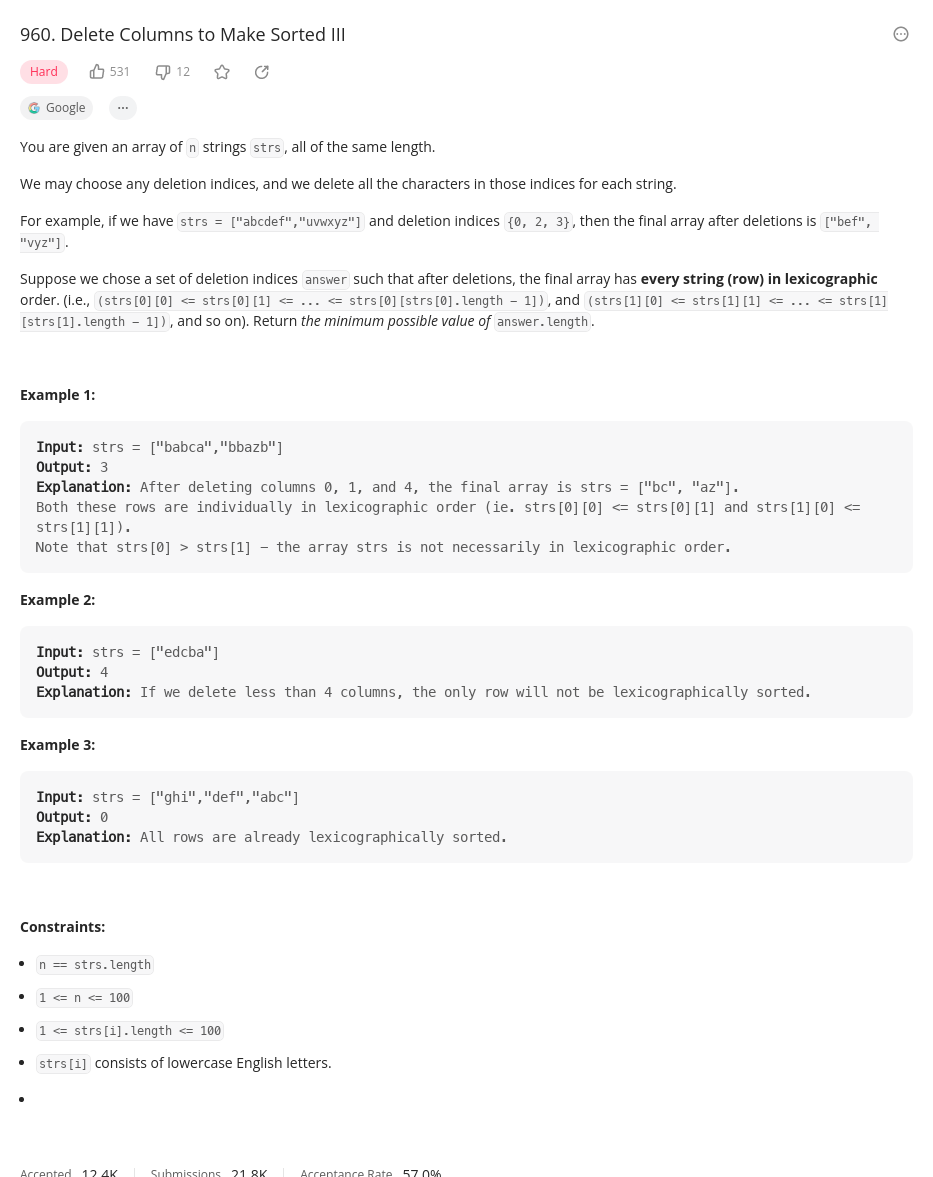 960. Delete Columns to Make Sorted III
Hard 531 12
Google ...
You are given an array of n strings strs, all of the same length.
We may choose any deletion indices, and we delete all the characters in those indices for each string.
For example, if we have strs = ["abcdef","uvwxyz"] and deletion indices {0, 2, 3}, then the final array after deletions is ["bef",
"vyz"].
Suppose we chose a set of deletion indices answer such that after deletions, the final array has every string (row) in lexicographic
order. (i.e., (strs[0][0] <= strs[0][1] <= ... <= strs[0][strs[0].length - 1]), and (strs[1][0] <= strs[1][1] <= ... <= strs[1]
[strs[1].length - 1]), and so on). Return the minimum possible value of answer.length.
Example 1:
Input: strs = ["babca","bbazb"]
Output: 3
Explanation: After deleting columns 0, 1, and 4, the final array is strs = ["bc", "az"].
Both these rows are individually in lexicographic order (ie. strs[0][0] <= strs[0][1] and strs[1][0] <=
strs[1][1]).
Note that strs[0] > strs[1] - the array strs is not necessarily in lexicographic order.
Example 2:
Input: strs = ["edcba"]
Output: 4
Explanation: If we delete less than 4 columns, the only row will not be lexicographically sorted.
Example 3:
Input: strs = ["ghi","def","abc"]
Output: 0
Explanation: All rows are already lexicographically sorted.
Constraints:
• n == strs.length
• 1 <= n <= 100
• 1 <= strs[i].length <= 100
• strs[i] consists of lowercase English letters.
•
Accepted 12.4K Submissions 21.8K Acceptance Rate 57.0%